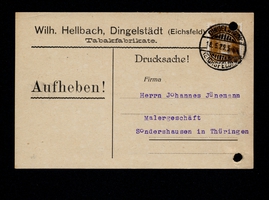 Wilh. Hellbach, Dingelstädt (Eichsfeld)
Tabakfabrikate.
Drucksache!
Aufheben!
Firma
Herrn Johannes Jünemann
Malergeschäft
Sondershausen in Thüringen